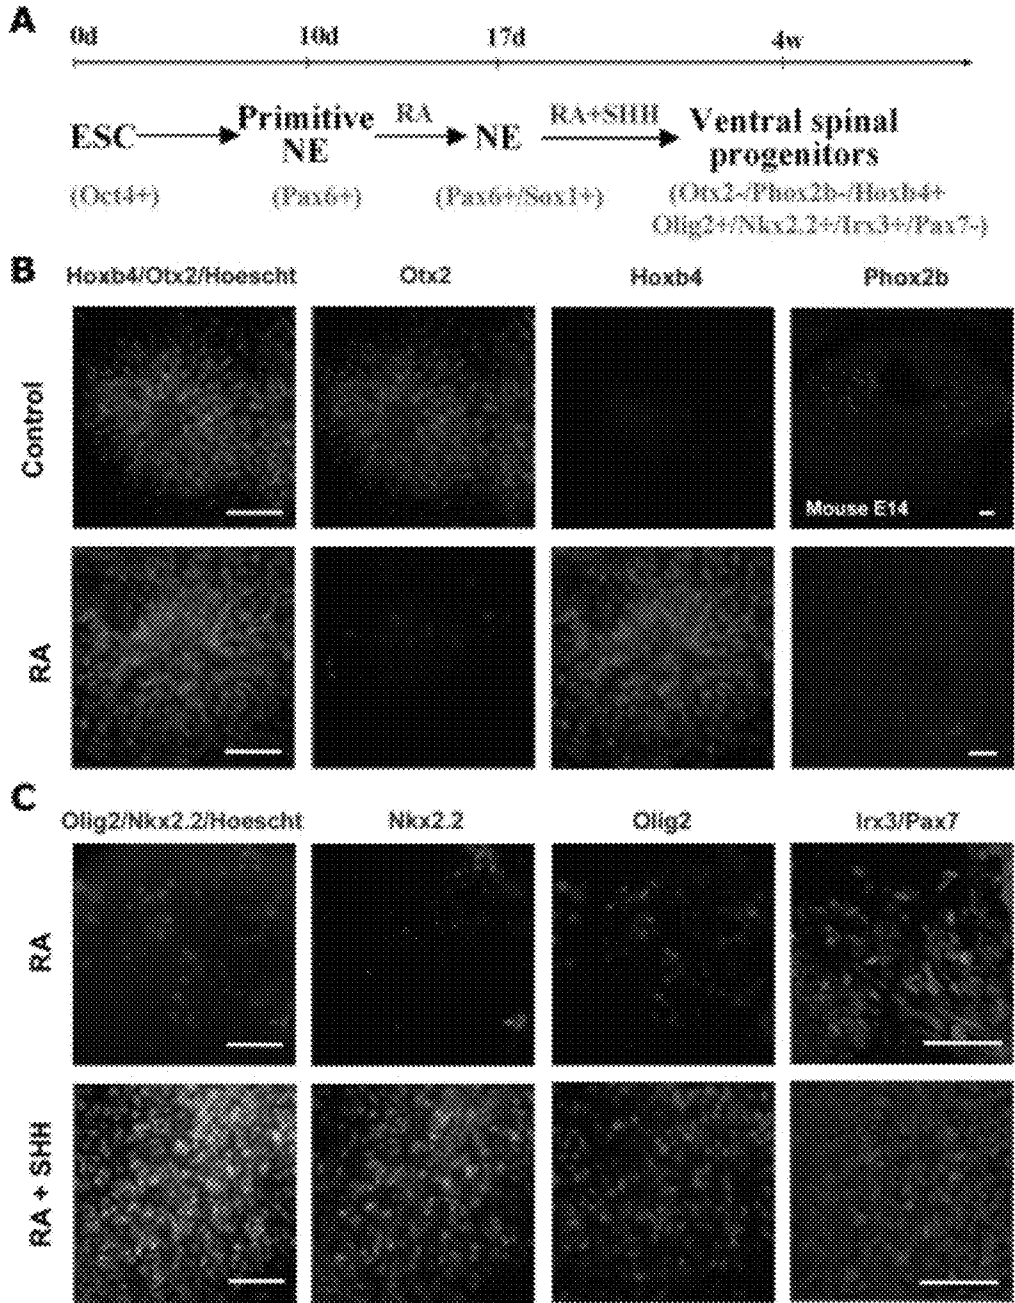 A
0d 10d 17d 4w
ESC Primitive NE RA NE RA+SHH Ventral spinal progenitors
(Oct4+) (Pax6+) (Pax6+/Sox1+) (Otx2-/Phox2b-/Hoxb4+
Olig2+/Nkx2.2+/Irx3+/Pax7-)
B
Hoxb4/Otx2/Hoescht Otx2 Hoxb4 Phox2b
Control
Mouse E14
RA
C
Olig2/Nkx2.2/Hoescht Nkx2.2 Olig2 Irx3/Pax7
RA
RA + SHH